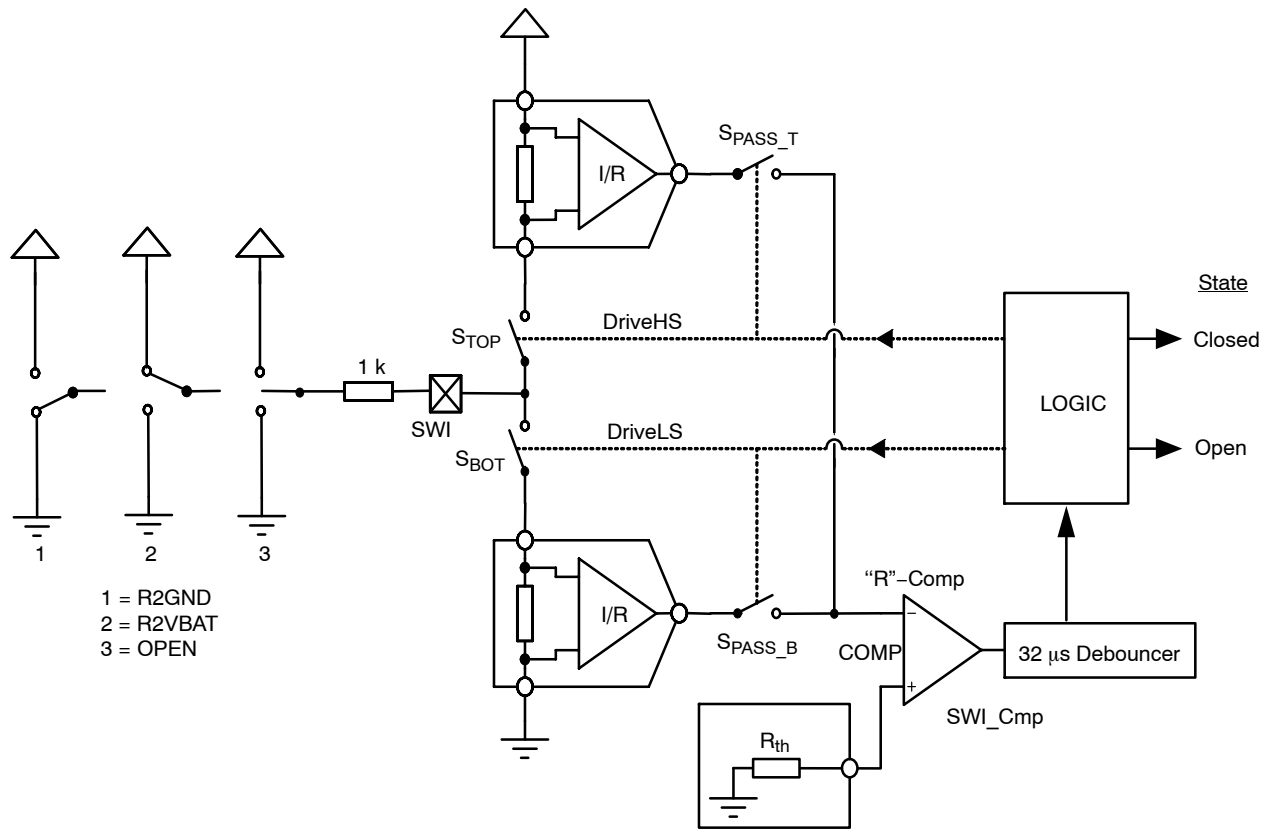 S_PASS_T
I/R
State
DriveHS
S_TOP
Closed
1 k
LOGIC
SWI
DriveLS
S_BOT
Open
1
2
3
"R"−Comp
1 = R2GND
2 = R2VBAT
3 = OPEN
I/R
−
S_PASS_B
COMP
32 μs Debouncer
+
SWI_Cmp
R_th